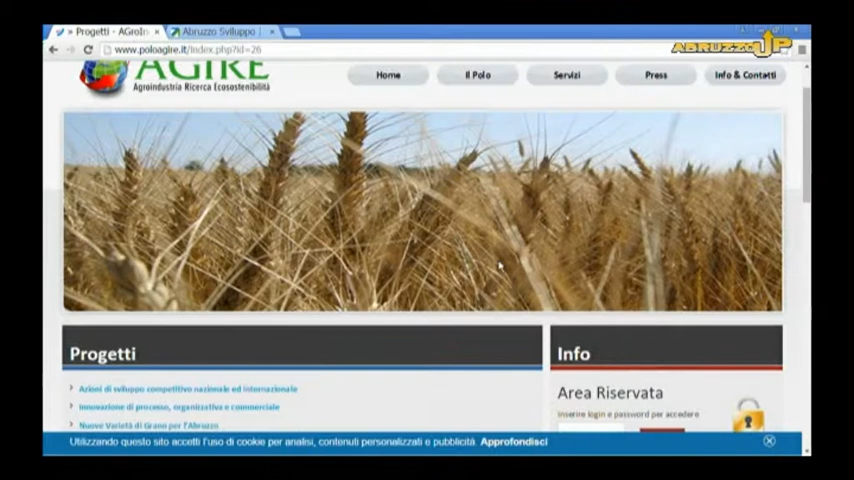 » Progetti - AGroIn
Abruzzo Sviluppo |
www.poloagire.it/index.php?id=26
ABRUZZOUP
AGIRE
Agroindustria Ricerca Ecosostenibilità
Home
Il Polo
Servizi
Press
Info & Contatti
Progetti
Info
Azioni di sviluppo competitivo nazionale ed internazionale
Innovazione di processo, organizzativa e commerciale
Nuove Varietà di Grano per l'Abruzzo
Area Riservata
Inserire login e password per accedere
Utilizzando questo sito accetti l'uso di cookie per analisi, contenuti personalizzati e pubblicità Approfondisci